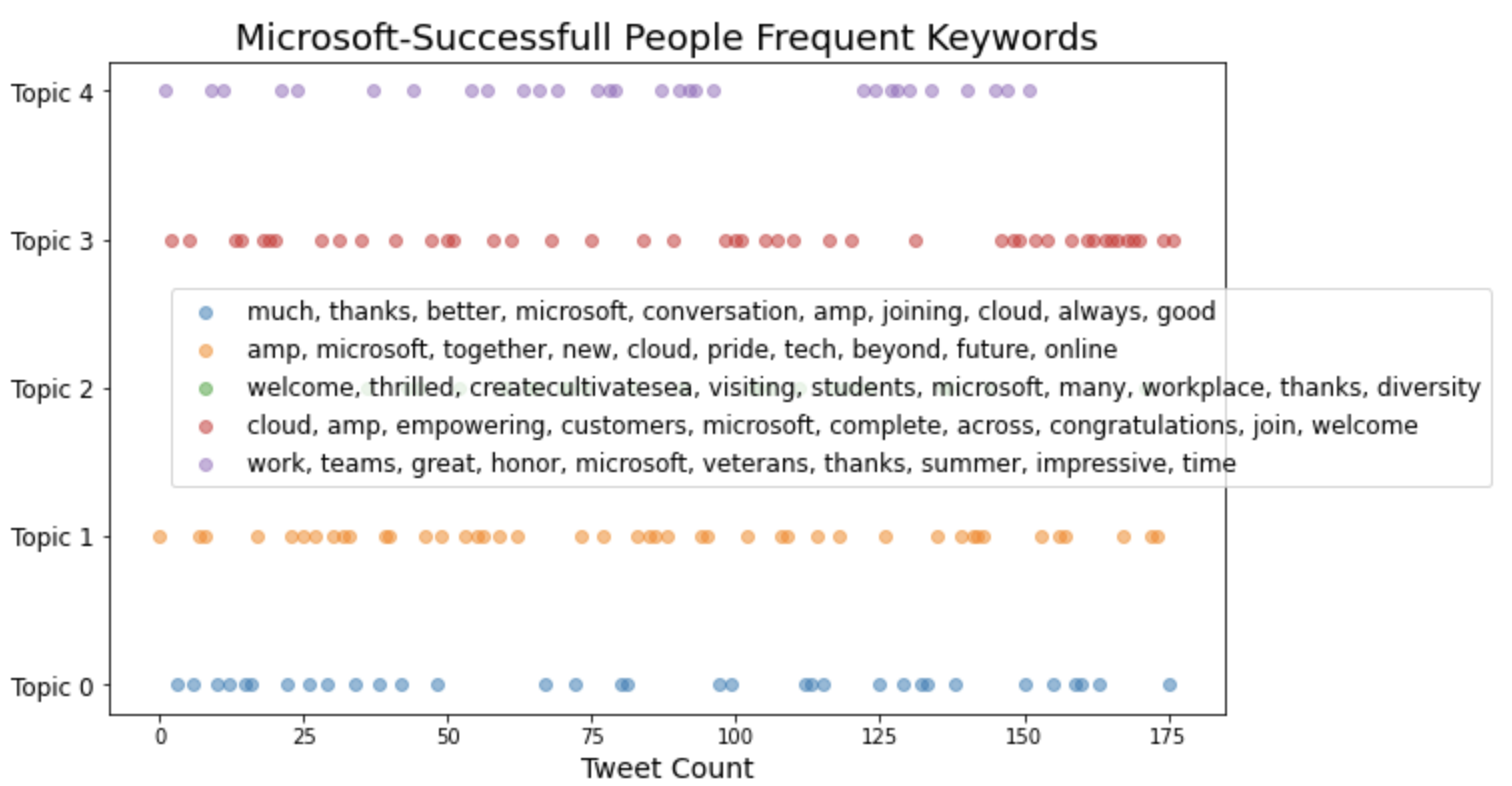 Microsoft-Successfull People Frequent Keywords
Topic 4
Topic 3
much, thanks, better, microsoft, conversation, amp, joining, cloud, always, good
amp, microsoft, together, new, cloud, pride, tech, beyond, future, online
Topic 2
welcome, thrilled, createcultivatesea, visiting, students, microsoft, many, workplace, thanks, diversity
cloud, amp, empowering, customers, microsoft, complete, across, congratulations, join, welcome
work, teams, great, honor, microsoft, veterans, thanks, summer, impressive, time
Topic 1
Topic 0
0 25 50 75 100 125 150 175
Tweet Count